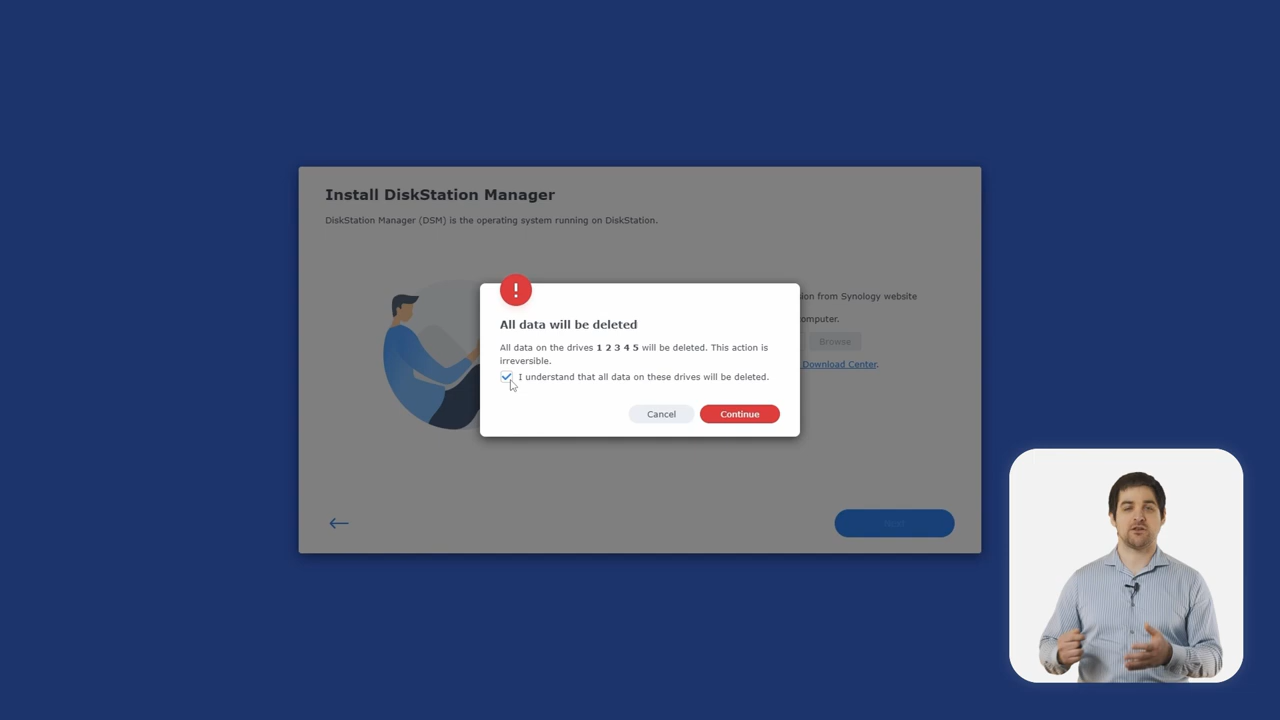 Install DiskStation Manager
DiskStation Manager (DSM) is the operating system running on DiskStation.
!
All data will be deleted
All data on the drives 1 2 3 4 5 will be deleted. This action is
irreversible.
I understand that all data on these drives will be deleted.
Cancel
Continue
from Synology website
computer.
Browse
Download Center.
Next